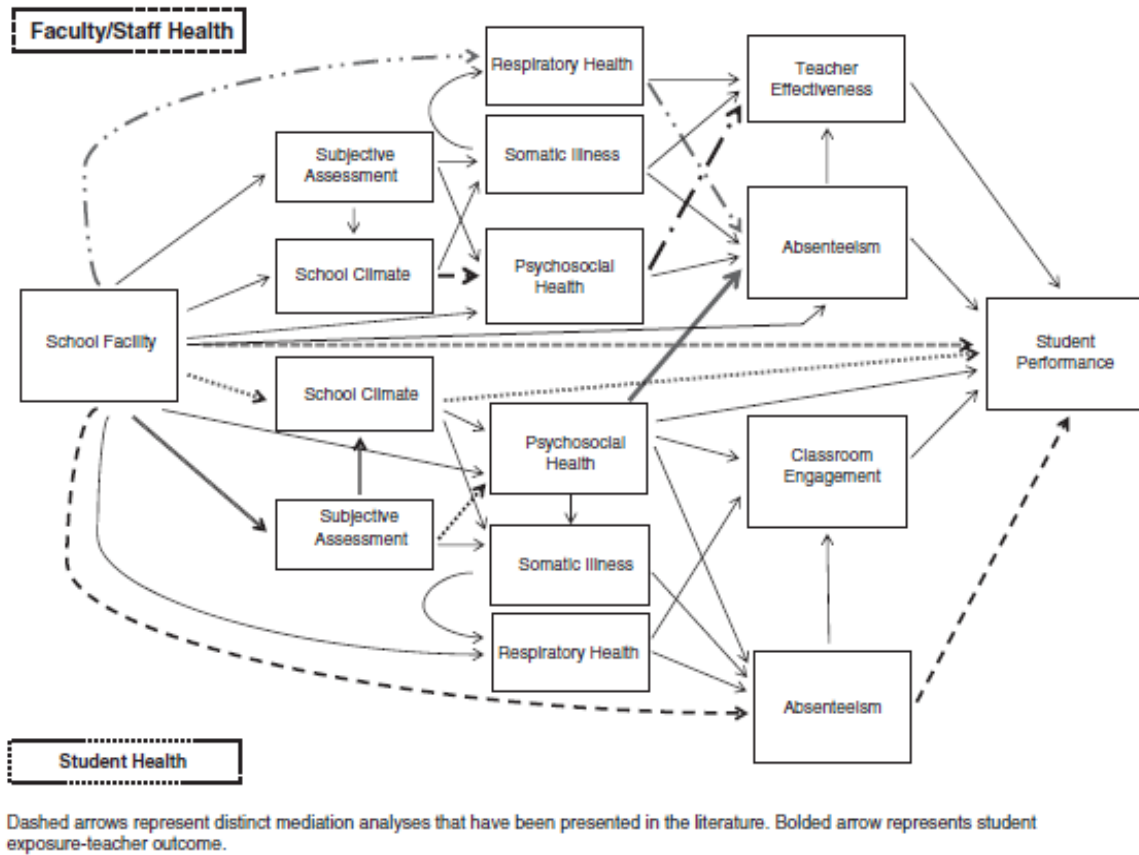 Faculty/Staff Health
Respiratory Health
Teacher
Effectiveness
Somatic Illness
Subjective
Assessment
Absenteeism
School Climate
Psychosocial
Health
School Facility
Student
Performance
School Climate
Psychosocial
Health
Classroom
Engagement
Subjective
Assessment
Somatic Illness
Respiratory Health
Absenteeism
Student Health
Dashed arrows represent distinct mediation analyses that have been presented in the literature. Bolded arrow represents student
exposure-teacher outcome.